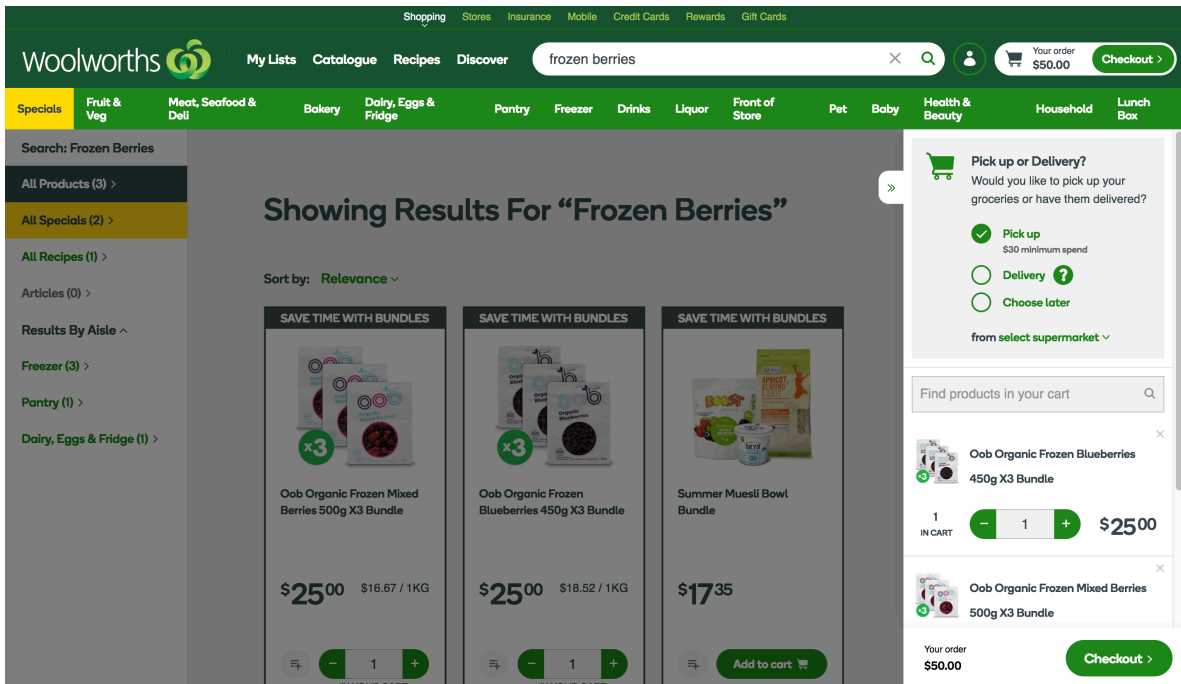 Shopping Stores Insurance Mobile Credit Cards Rewards Gift Cards
Woolworths
My Lists Catalogue Recipes Discover
frozen berries
Your order
$50.00
Checkout
Specials
Fruit &
Veg
Meat, Seafood &
Deli
Bakery
Dairy, Eggs &
Fridge
Pantry
Freezer
Drinks
Liquor
Front of
Store
Pet
Baby
Health &
Beauty
Household
Lunch
Box
Search: Frozen Berries
All Products (3)
All Specials (2)
All Recipes (1)
Articles (0)
Results By Aisle
Freezer (3)
Pantry (1)
Dairy, Eggs & Fridge (1)
Showing Results For “Frozen Berries”
Sort by: Relevance
SAVE TIME WITH BUNDLES
x3
Oob Organic Frozen Mixed
Berries 500g X3 Bundle
$2500 $16.67 / 1KG
− 1 +
SAVE TIME WITH BUNDLES
x3
Oob Organic Frozen
Blueberries 450g X3 Bundle
$2500 $18.52 / 1KG
− 1 +
SAVE TIME WITH BUNDLES
BOOST
APRICOT,
ALMOND
Summer Muesli Bowl
Bundle
$1735
Add to cart
Pick up or Delivery?
Would you like to pick up your
groceries or have them delivered?
Pick up
$30 minimum spend
Delivery ?
Choose later
from select supermarket
Find products in your cart
Oob Organic Frozen Blueberries
450g X3 Bundle
1
IN CART
− 1 +
$2500
Oob Organic Frozen Mixed Berries
500g X3 Bundle
Your order
$50.00
Checkout